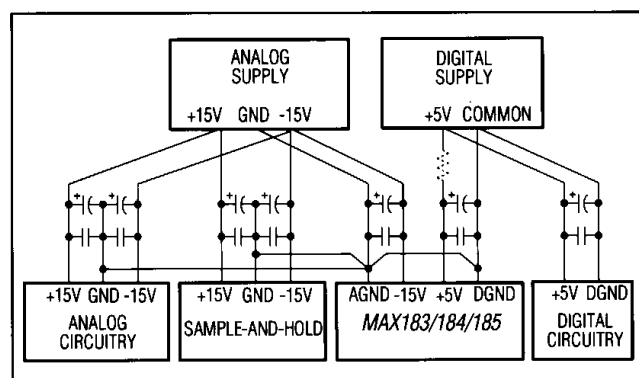 ANALOG
SUPPLY
+15V GND -15V
DIGITAL
SUPPLY
+5V COMMON
+ + + + + + +
+15V GND -15V
ANALOG
CIRCUITRY
+15V GND -15V
SAMPLE-AND-HOLD
AGND -15V +5V DGND
MAX183/184/185
+5V DGND
DIGITAL
CIRCUITRY